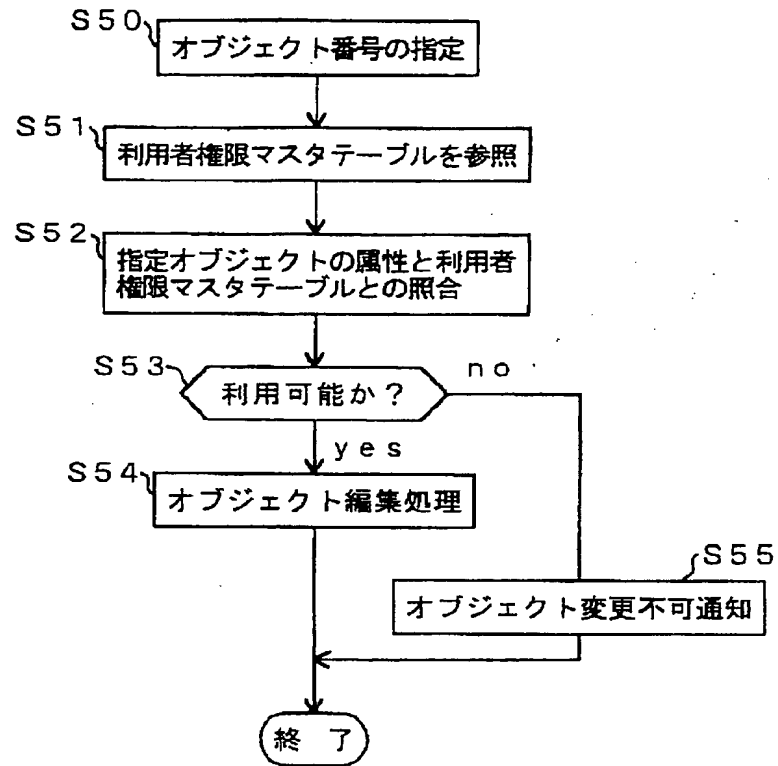 S50
オブジェクト番号の指定
S51
利用者権限マスタテーブルを参照
S52
指定オブジェクトの属性と利用者
権限マスタテーブルとの照合
S53
利用可能か？
no
yes
S54
オブジェクト編集処理
S55
オブジェクト変更不可通知
終 了